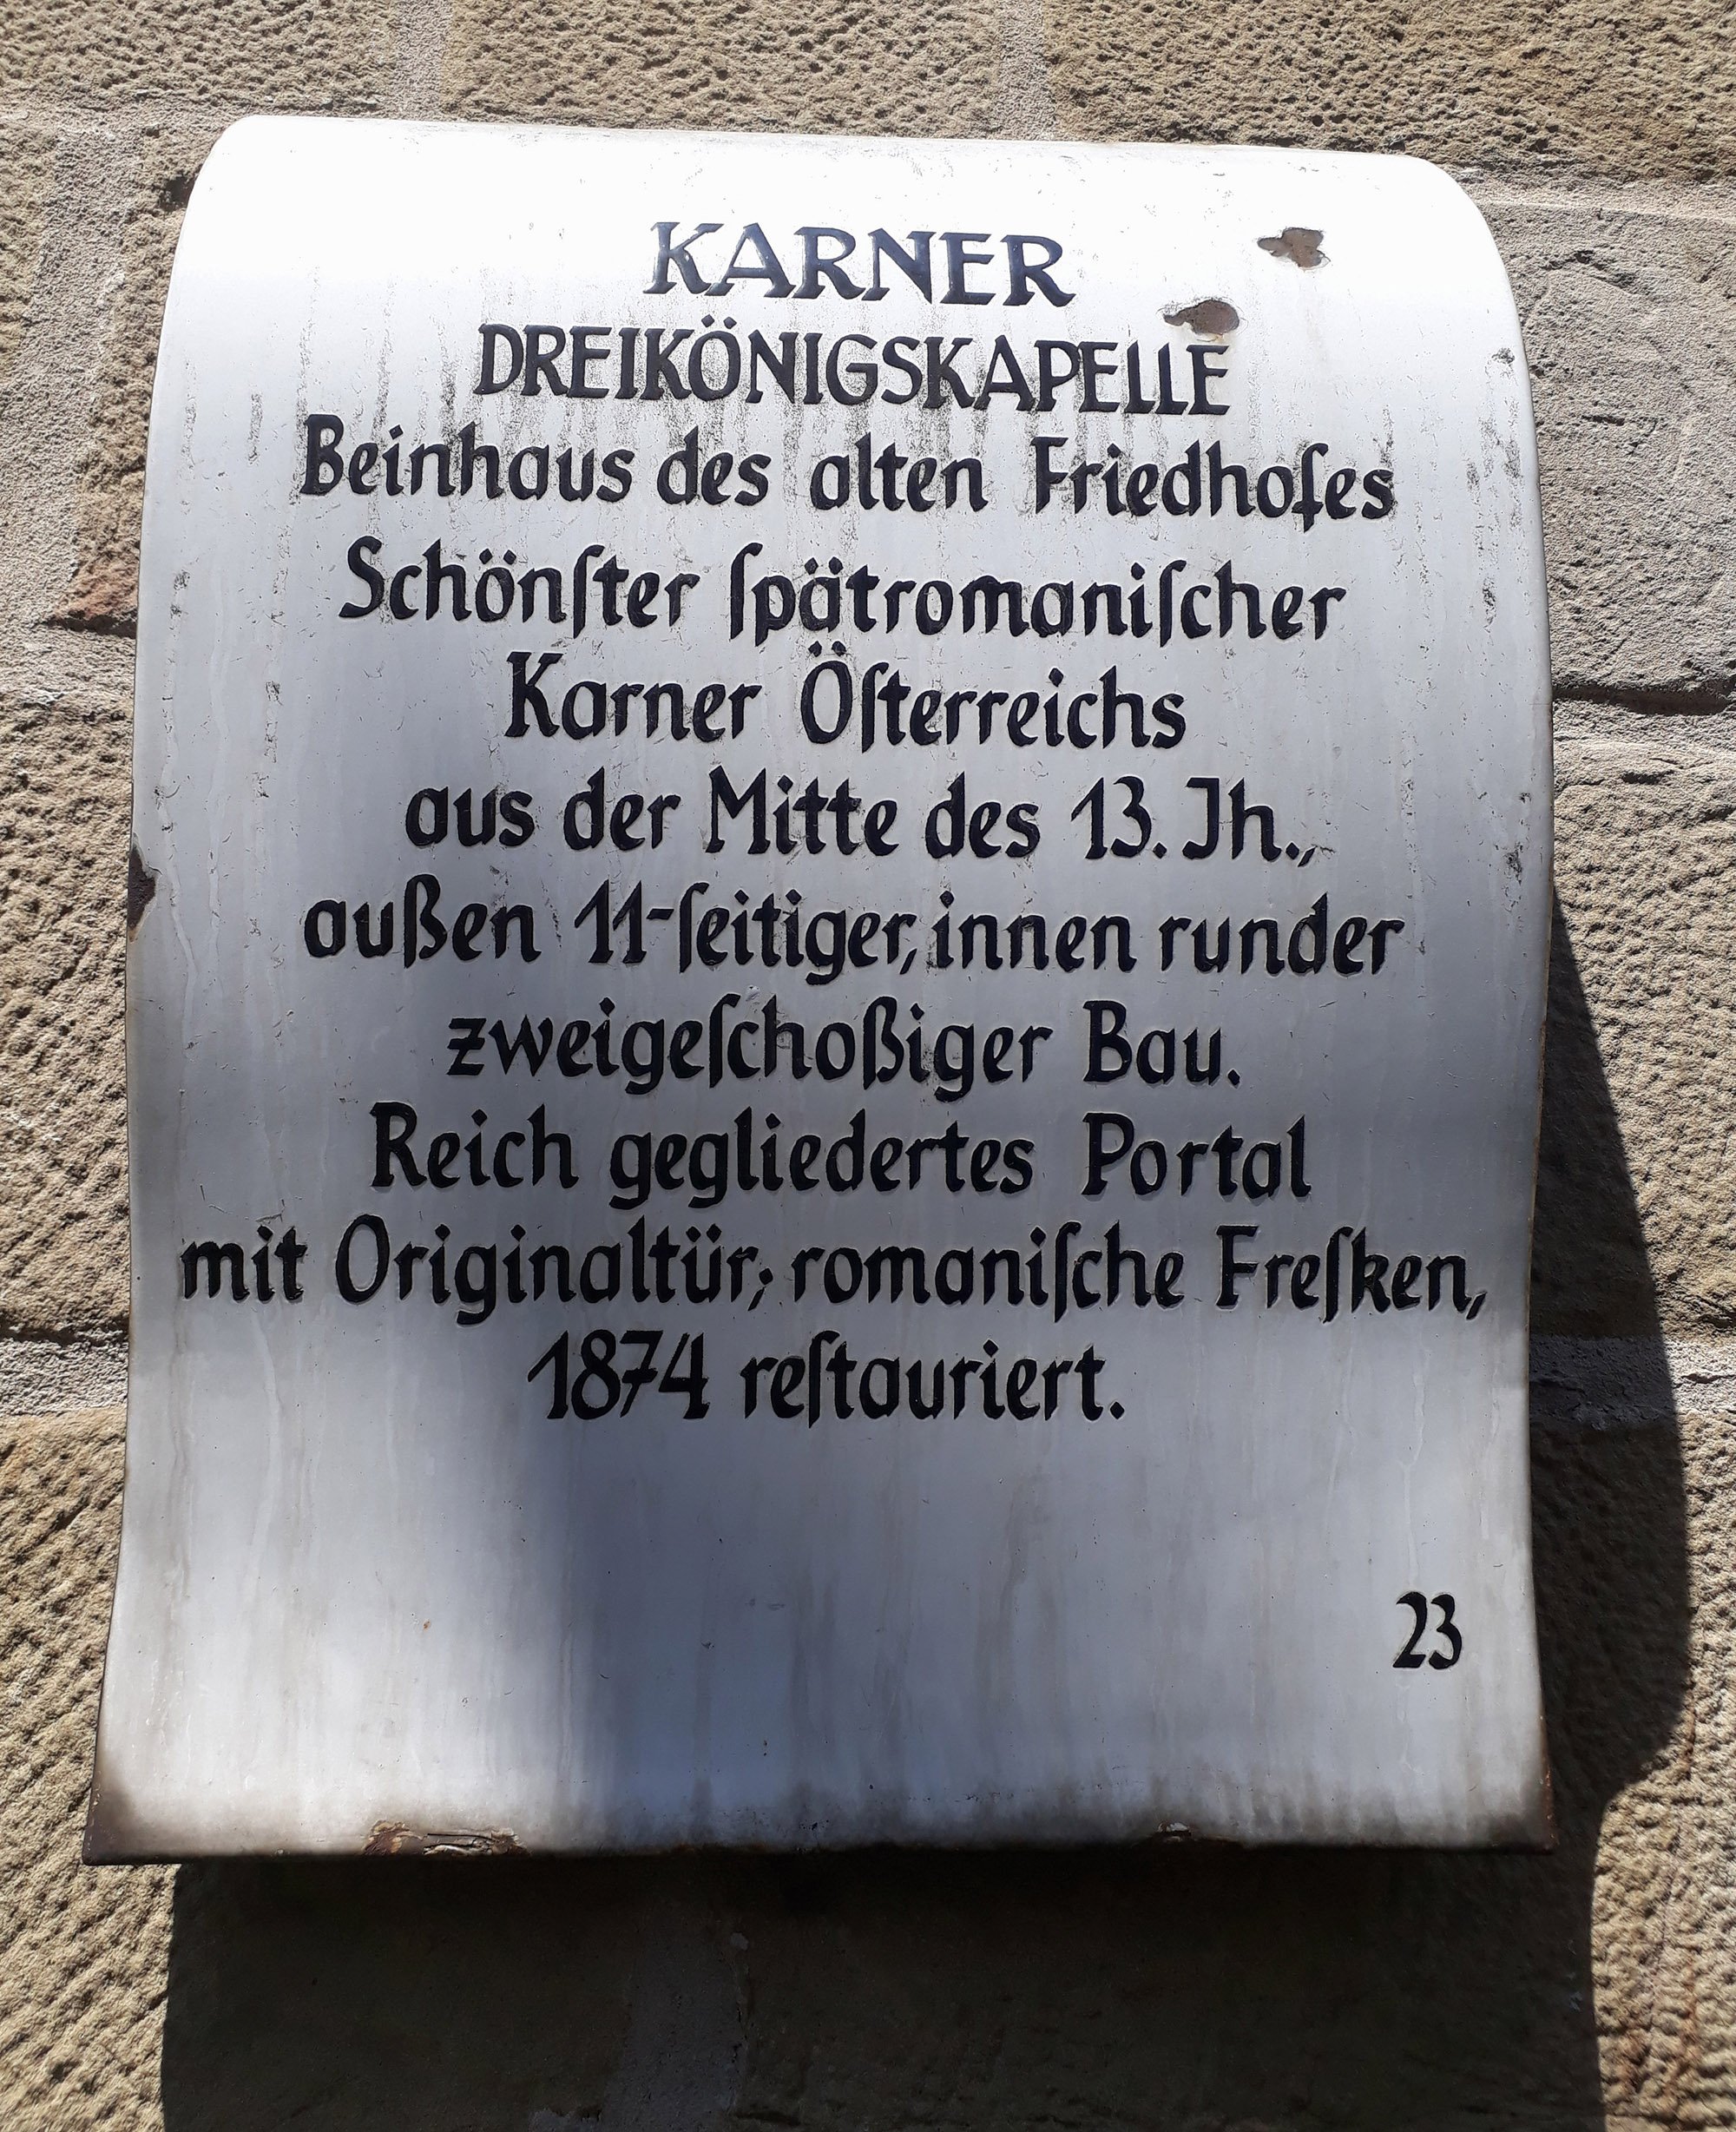 KARNER
DREIKÖNIGSKAPELLE
Beinhaus des alten Friedhofes
Schönſter ſpätromaniſcher
Karner Öſterreichs
aus der Mitte des 13. Jh.,
außen 11-ſeitiger, innen runder
zweigeſchoßiger Bau.
Reich gegliedertes Portal
mit Originaltür; romaniſche Freſken,
1874 reſtauriert.
23